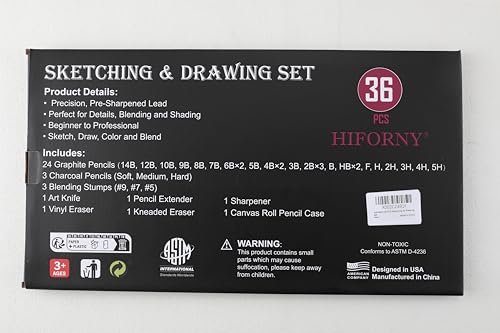 SKETCHING & DRAWING SET
Product Details:
• Precision, Pre-Sharpened Lead
• Perfect for Details, Blending and Shading
• Beginner to Professional
• Sketch, Draw, Color and Blend
36
PCS
HIFORNY®
Includes:
24 Graphite Pencils (14B, 12B, 10B, 9B, 8B, 7B, 6B×2, 5B, 4B×2, 3B, 2B×3, B, HB×2, F, H, 2H, 3H, 4H, 5H)
3 Charcoal Pencils (Soft, Medium, Hard)
3 Blending Stumps (#9, #7, #5)
1 Art Knife
1 Pencil Extender
1 Sharpener
1 Vinyl Eraser
1 Kneaded Eraser
1 Canvas Roll Pencil Case
PAPER
+ PLASTIC
3+
AGES
ASTM
INTERNATIONAL
Standards Worldwide
WARNING:
This product contains small
parts which may cause
suffocation, please keep away
from children.
NON-TOXIC
Conforms to ASTM D-4236
AMERICAN
COMPANY
Designed in USA
Manufactured in China